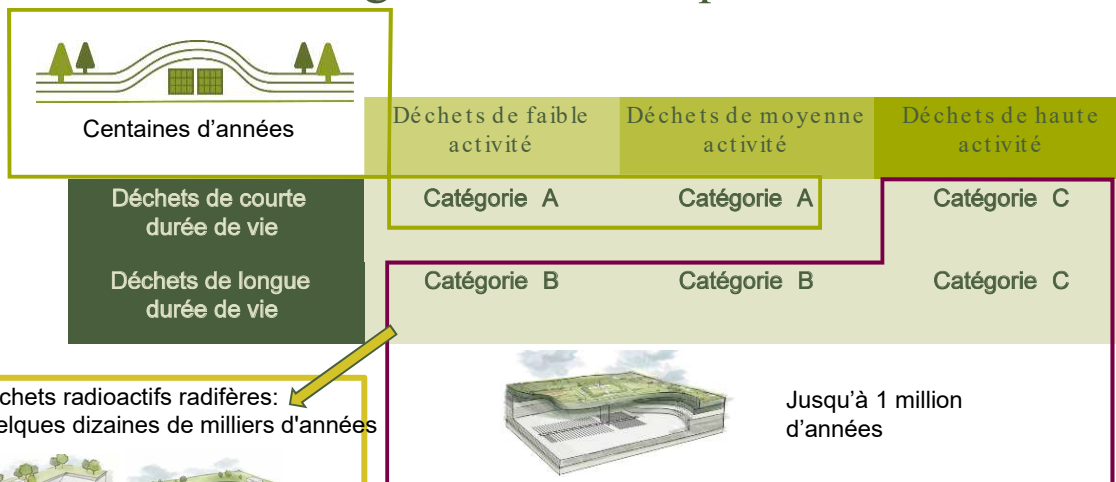 Centaines d'années
Déchets de faible activité
Déchets de moyenne activité
Déchets de haute activité
Déchets de courte durée de vie
Catégorie A
Catégorie A
Catégorie C
Déchets de longue durée de vie
Catégorie B
Catégorie B
Catégorie C
chets radioactifs radifères:
elques dizaines de milliers d'années
Jusqu'à 1 million
d'années